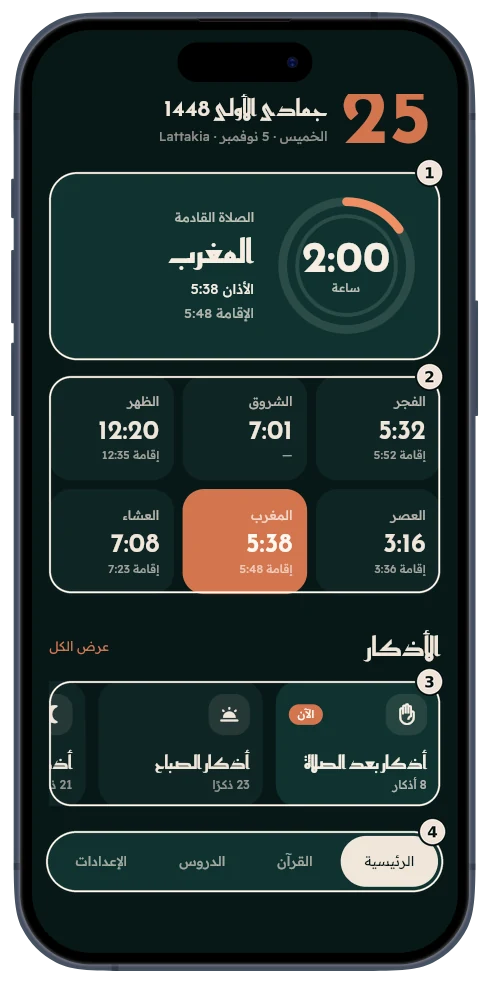 25
جمادى الأولى 1448
الخميس · 5 نوفمبر · Lattakia
1
2:00
ساعة
الصلاة القادمة
المغرب
الأذان 5:38
الإقامة 5:48
2
الفجر
5:32
إقامة 5:52
الشروق
7:01
—
الظهر
12:20
إقامة 12:35
العصر
3:16
إقامة 3:36
المغرب
5:38
إقامة 5:48
العشاء
7:08
إقامة 7:23
الأذكار
عرض الكل
3
الآن
أذكار بعد الصلاة
8 أذكار
أذكار الصباح
23 ذكرًا
21
4
الرئيسية
القرآن
الدروس
الإعدادات